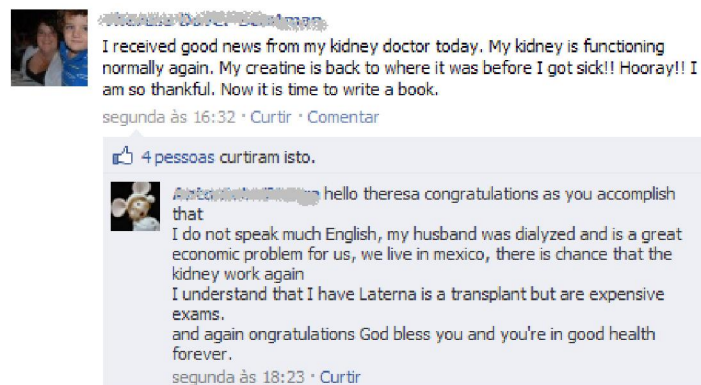 I received good news from my kidney doctor today. My kidney is functioning
normally again. My creatine is back to where it was before I got sick!! Hooray!! I
am so thankful. Now it is time to write a book.
segunda às 16:32 · Curtir · Comentar
4 pessoas curtiram isto.
hello theresa congratulations as you accomplish
that
I do not speak much English, my husband was dialyzed and is a great
economic problem for us, we live in mexico, there is chance that the
kidney work again
I understand that I have Laterna is a transplant but are expensive
exams.
and again ongratulations God bless you and you're in good health
forever.
segunda às 18:23 · Curtir